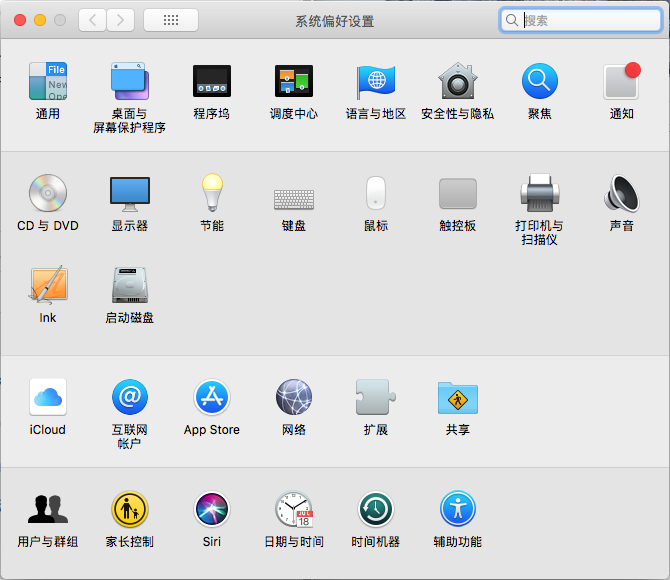 系统偏好设置
搜索
File
New
Ope
通用
桌面与
屏幕保护程序
程序坞
调度中心
语言与地区
安全性与隐私
聚焦
通知
CD 与 DVD
显示器
节能
键盘
鼠标
触控板
打印机与
扫描仪
声音
Ink
启动磁盘
iCloud
互联网
帐户
App Store
网络
扩展
共享
JUL
18
用户与群组
家长控制
Siri
日期与时间
时间机器
辅助功能